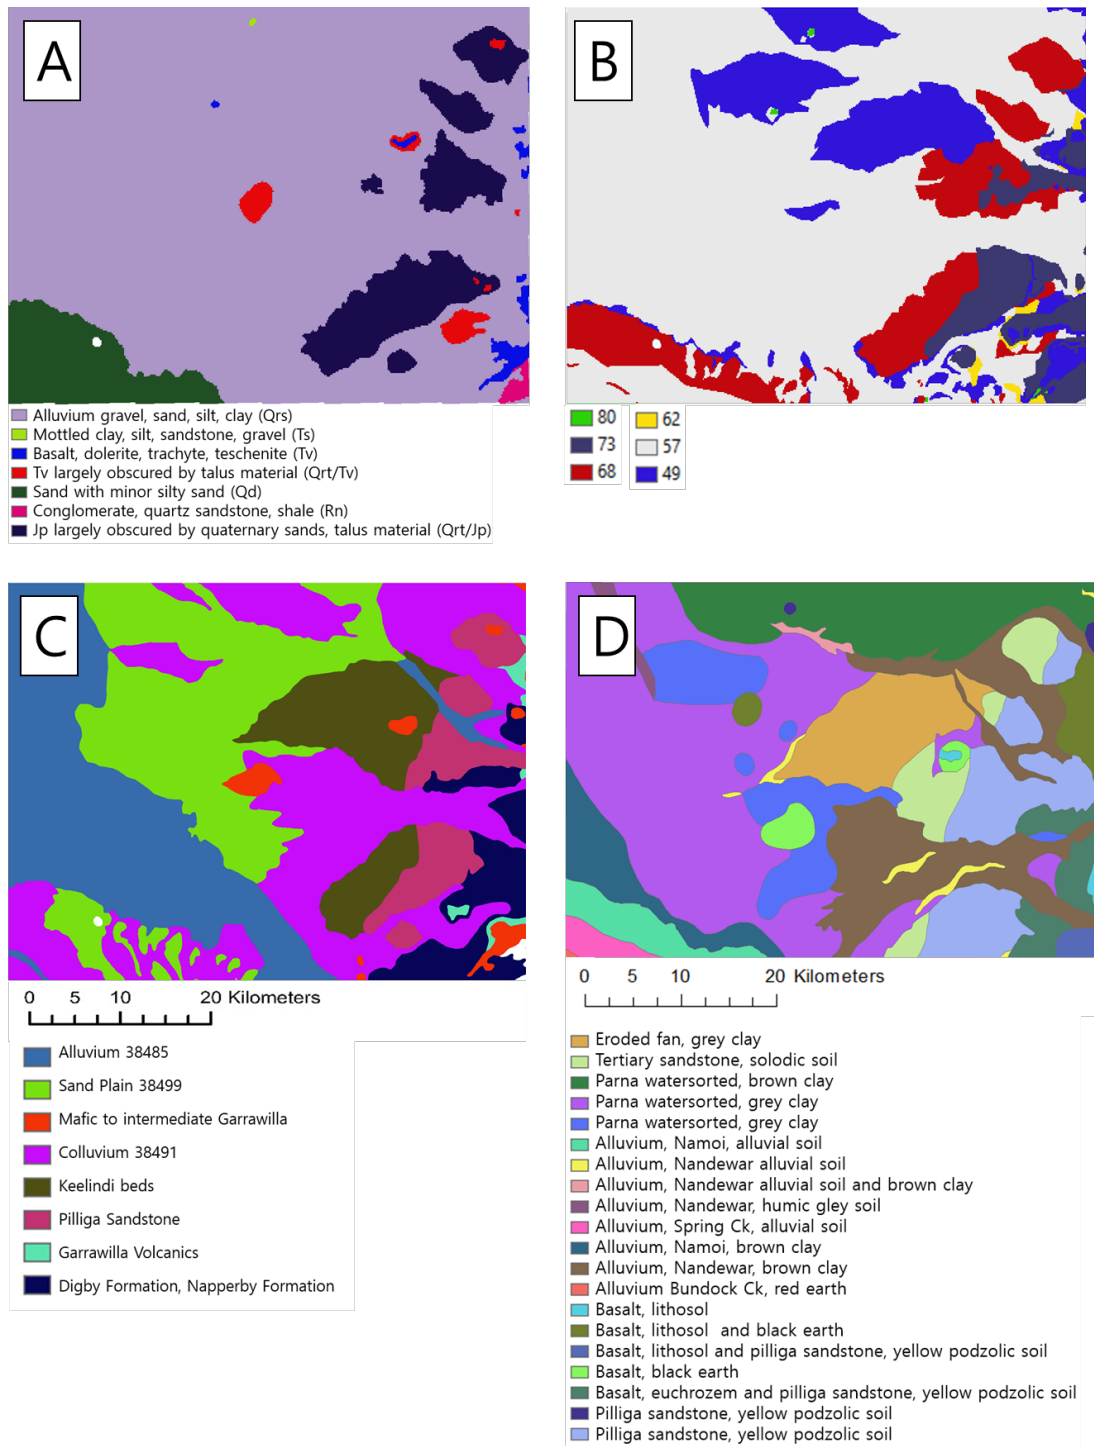 A
B
Alluvium gravel, sand, silt, clay (Qrs)
Mottled clay, silt, sandstone, gravel (Ts)
Basalt, dolerite, trachyte, teschenite (Tv)
Tv largely obscured by talus material (Qrt/Tv)
Sand with minor silty sand (Qd)
Conglomerate, quartz sandstone, shale (Rn)
Jp largely obscured by quaternary sands, talus material (Qrt/Jp)
80
73
68
62
57
49
C
D
0 5 10 20 Kilometers
Alluvium 38485
Sand Plain 38499
Mafic to intermediate Garrawilla
Colluvium 38491
Keelindi beds
Pilliga Sandstone
Garrawilla Volcanics
Digby Formation, Napperby Formation
0 5 10 20 Kilometers
Eroded fan, grey clay
Tertiary sandstone, solodic soil
Parna watersorted, brown clay
Parna watersorted, grey clay
Parna watersorted, grey clay
Alluvium, Namoi, alluvial soil
Alluvium, Nandewar alluvial soil
Alluvium, Nandewar alluvial soil and brown clay
Alluvium, Nandewar, humic gley soil
Alluvium, Spring Ck, alluvial soil
Alluvium, Namoi, brown clay
Alluvium, Nandewar, brown clay
Alluvium Bundock Ck, red earth
Basalt, lithosol
Basalt, lithosol and black earth
Basalt, lithosol and pilliga sandstone, yellow podzolic soil
Basalt, black earth
Basalt, euchrozem and pilliga sandstone, yellow podzolic soil
Pilliga sandstone, yellow podzolic soil
Pilliga sandstone, yellow podzolic soil